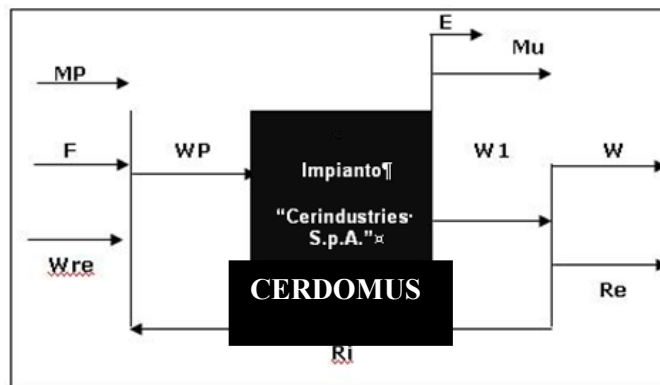 E
Mu
MP
F
WP
W1
W
Impianto¶
“Cerindustries·
S.p.A.”¤
Wre
CERDOMUS
Re
Ri